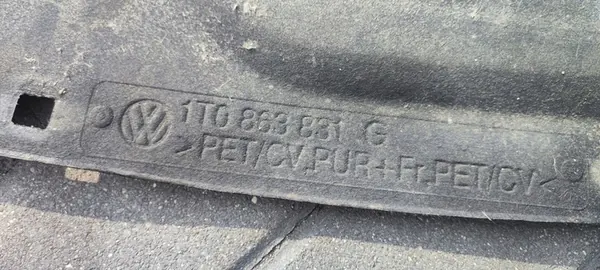 1T0 863 831 G
>PET/CV.PUR+Fr.PET/CV<